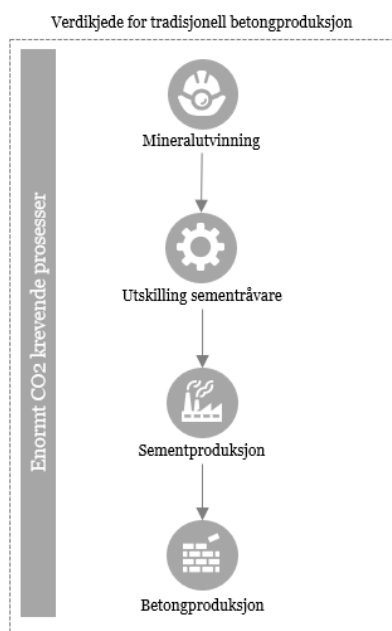 Verdikjede for tradisjonell betongproduksjon
Enormt CO2 krevende prosesser
Mineralutvinning
Utskilling sementråvare
Sementproduksjon
Betongproduksjon